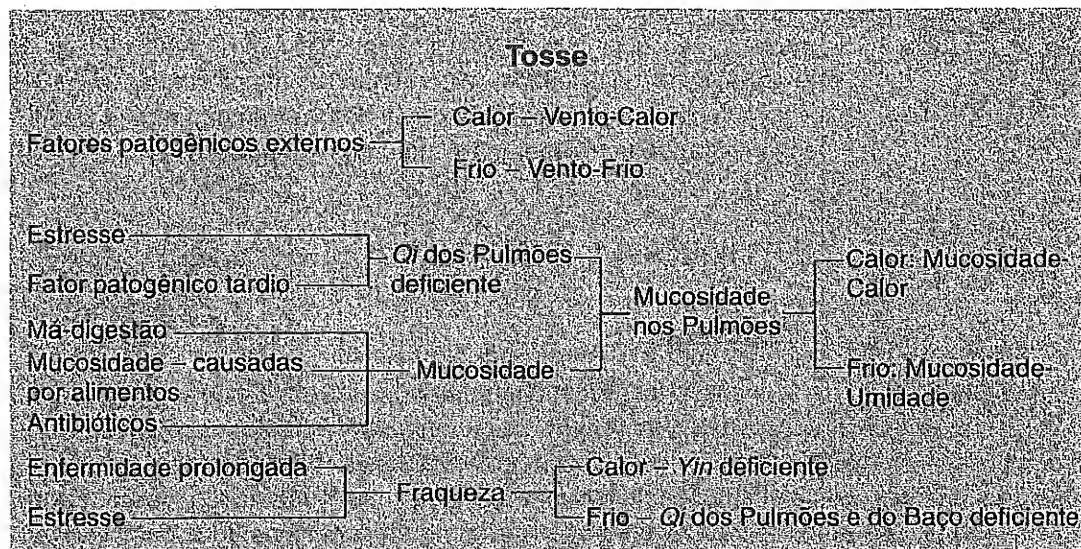 Tosse
Fatores patogênicos externos
Calor – Vento-Calor
Frio – Vento-Frio
Estresse
Fator patogênico tardio
Qi dos Pulmões
deficiente
Má-digestão
Mucosidade – causadas
por alimentos
Antibióticos
Mucosidade
Mucosidade
nos Pulmões
Calor: Mucosidade-
Calor
Frio: Mucosidade-
Umidade
Enfermidade prolongada
Estresse
Fraqueza
Calor – Yin deficiente
Frio – Qi dos Pulmões e do Baço deficiente